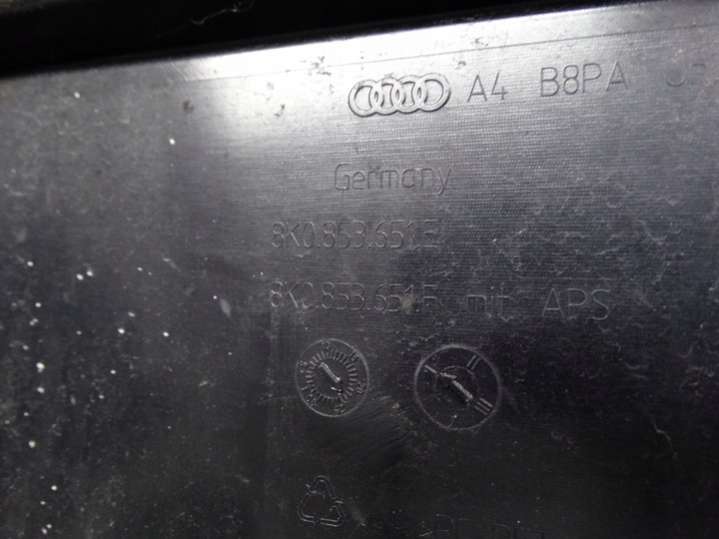 A4 B8PA
Germany
8K0.853.651.E
8K0.853.651.F mit APS